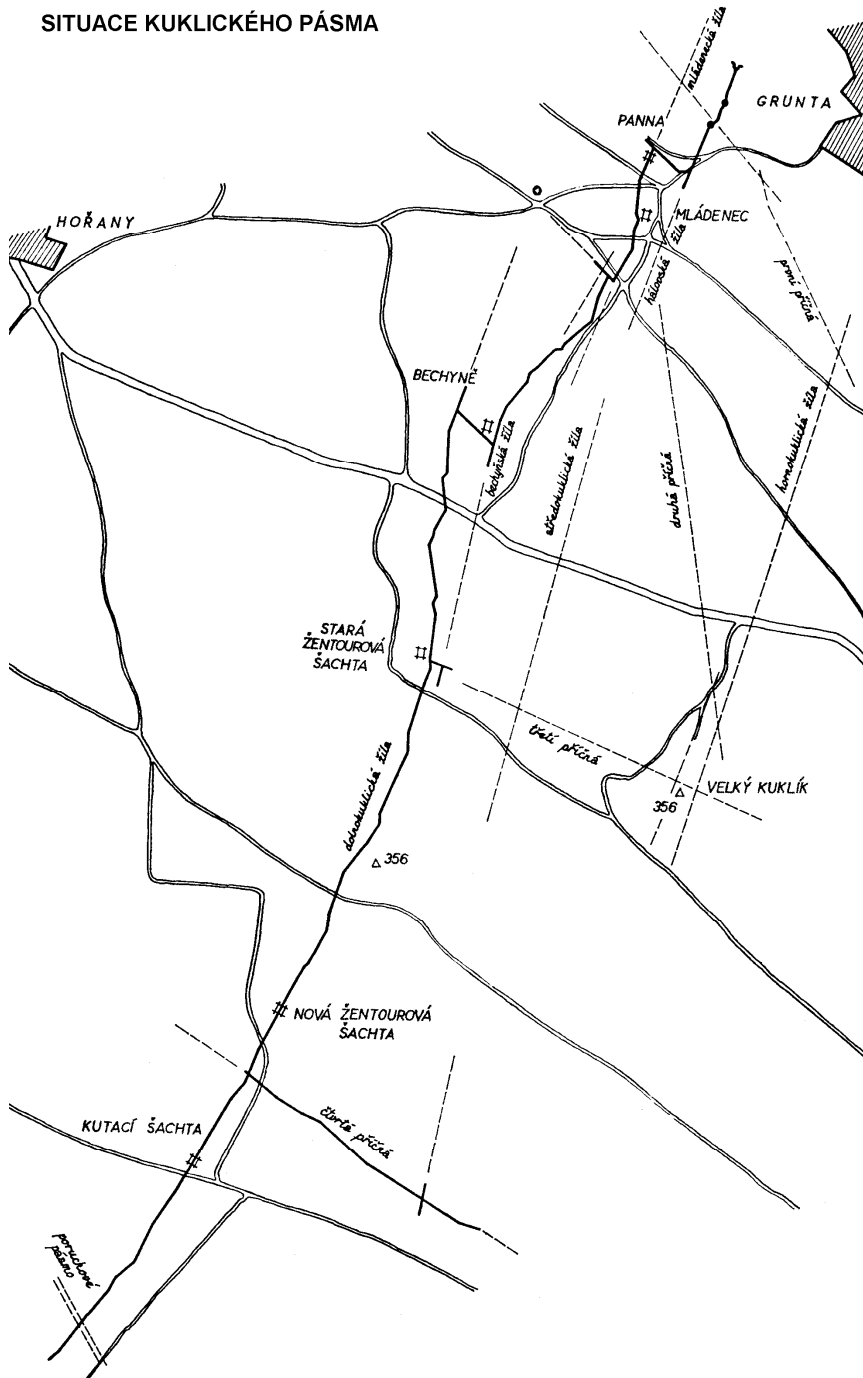 SITUACE KUKLICKÉHO PÁSMA
mládenecká žíla
GRUNTA
PANNA
HOŘANY
MLÁDENEC
hálovská žíla
první příčná
BECHYNĚ
bechyňská žíla
středokuklická žíla
druhá příčná
hornokuklická žíla
STARÁ
ŽENTOUROVÁ
ŠACHTA
třetí příčná
VELKÝ KUKLÍK
356
dolnokuklická žíla
356
NOVÁ ŽENTOUROVÁ
ŠACHTA
KUTACÍ ŠACHTA
čtvrtá příčná
poruchové
pásmo